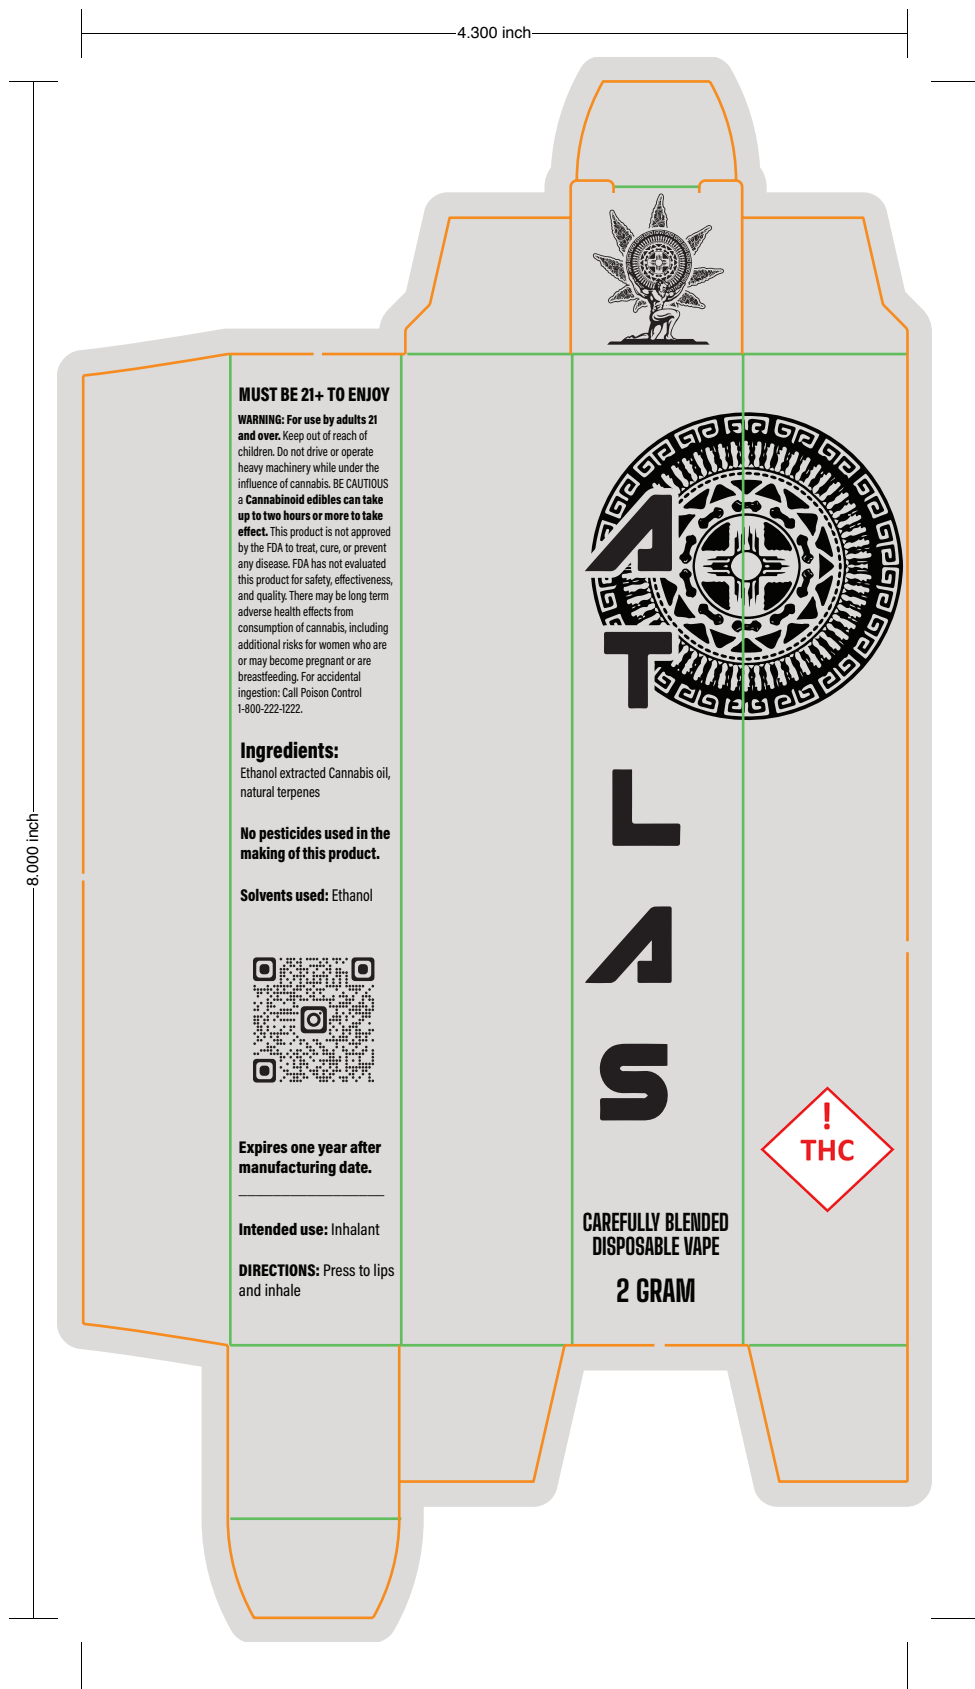 4.300 inch
8.000 inch
MUST BE 21+ TO ENJOY
WARNING: For use by adults 21
and over. Keep out of reach of
children. Do not drive or operate
heavy machinery while under the
influence of cannabis. BE CAUTIOUS
a Cannabinoid edibles can take
up to two hours or more to take
effect. This product is not approved
by the FDA to treat, cure, or prevent
any disease. FDA has not evaluated
this product for safety, effectiveness,
and quality. There may be long term
adverse health effects from
consumption of cannabis, including
additional risks for women who are
or may become pregnant or are
breastfeeding. For accidental
ingestion: Call Poison Control
1-800-222-1222.
Ingredients:
Ethanol extracted Cannabis oil,
natural terpenes
No pesticides used in the
making of this product.
Solvents used: Ethanol
Expires one year after
manufacturing date.
Intended use: Inhalant
DIRECTIONS: Press to lips
and inhale
A
T
L
A
S
CAREFULLY BLENDED
DISPOSABLE VAPE
2 GRAM
!
THC